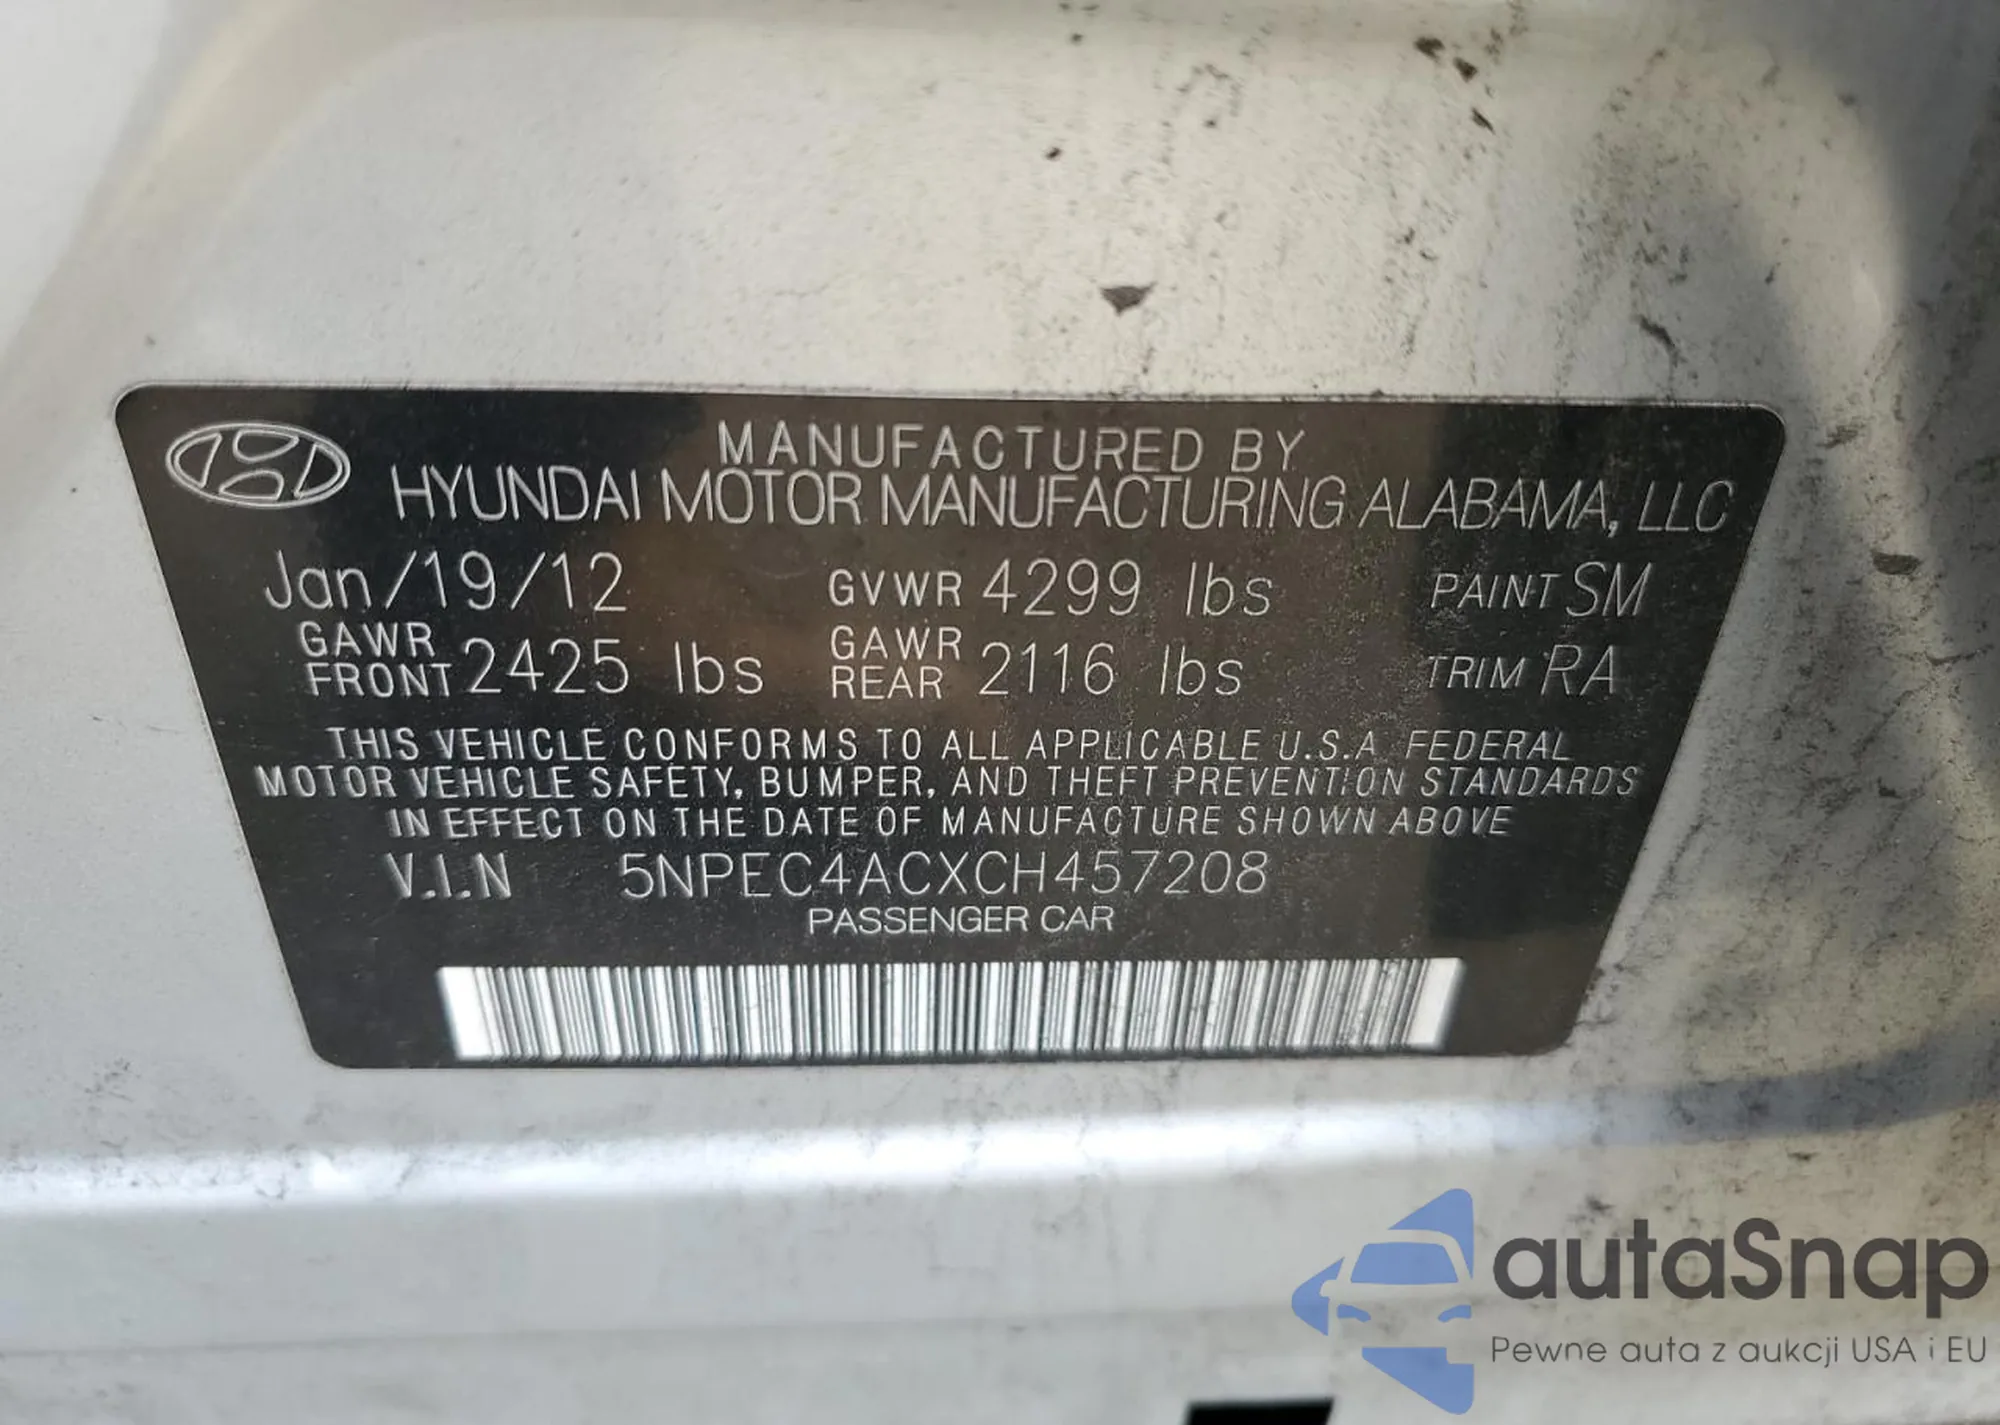 MANUFACTURED BY
HYUNDAI MOTOR MANUFACTURING ALABAMA, LLC
Jan/19/12 GVWR 4299 lbs PAINT SM
GAWR FRONT 2425 lbs GAWR REAR 2116 lbs TRIM RA
THIS VEHICLE CONFORMS TO ALL APPLICABLE U.S.A FEDERAL
MOTOR VEHICLE SAFETY, BUMPER, AND THEFT PREVENTION STANDARDS
IN EFFECT ON THE DATE OF MANUFACTURE SHOWN ABOVE
V.I.N 5NPEC4ACXCH457208
PASSENGER CAR
autaSnap
Pewne auta z aukcji USA i EU